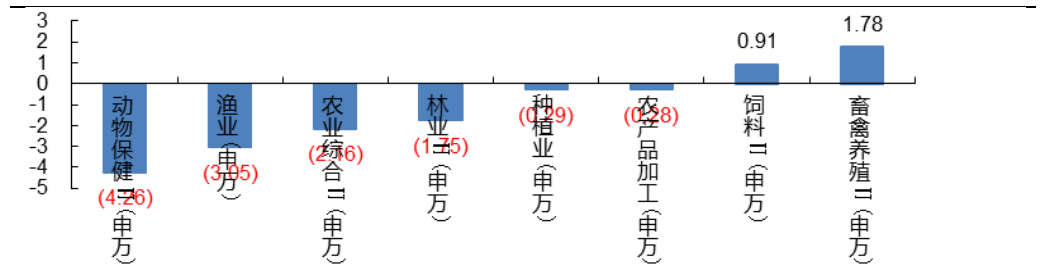 3
2
1
0
-1
-2
-3
-4
-5
(4.26)
(3.05)
(2.16)
(1.75)
(0.29)
(0.28)
0.91
1.78
动物保健Ⅱ(申万)
渔业(申万)
农业综合Ⅱ(申万)
林业Ⅱ(申万)
种植业(申万)
农产品加工(申万)
饲料Ⅱ(申万)
畜禽养殖Ⅱ(申万)